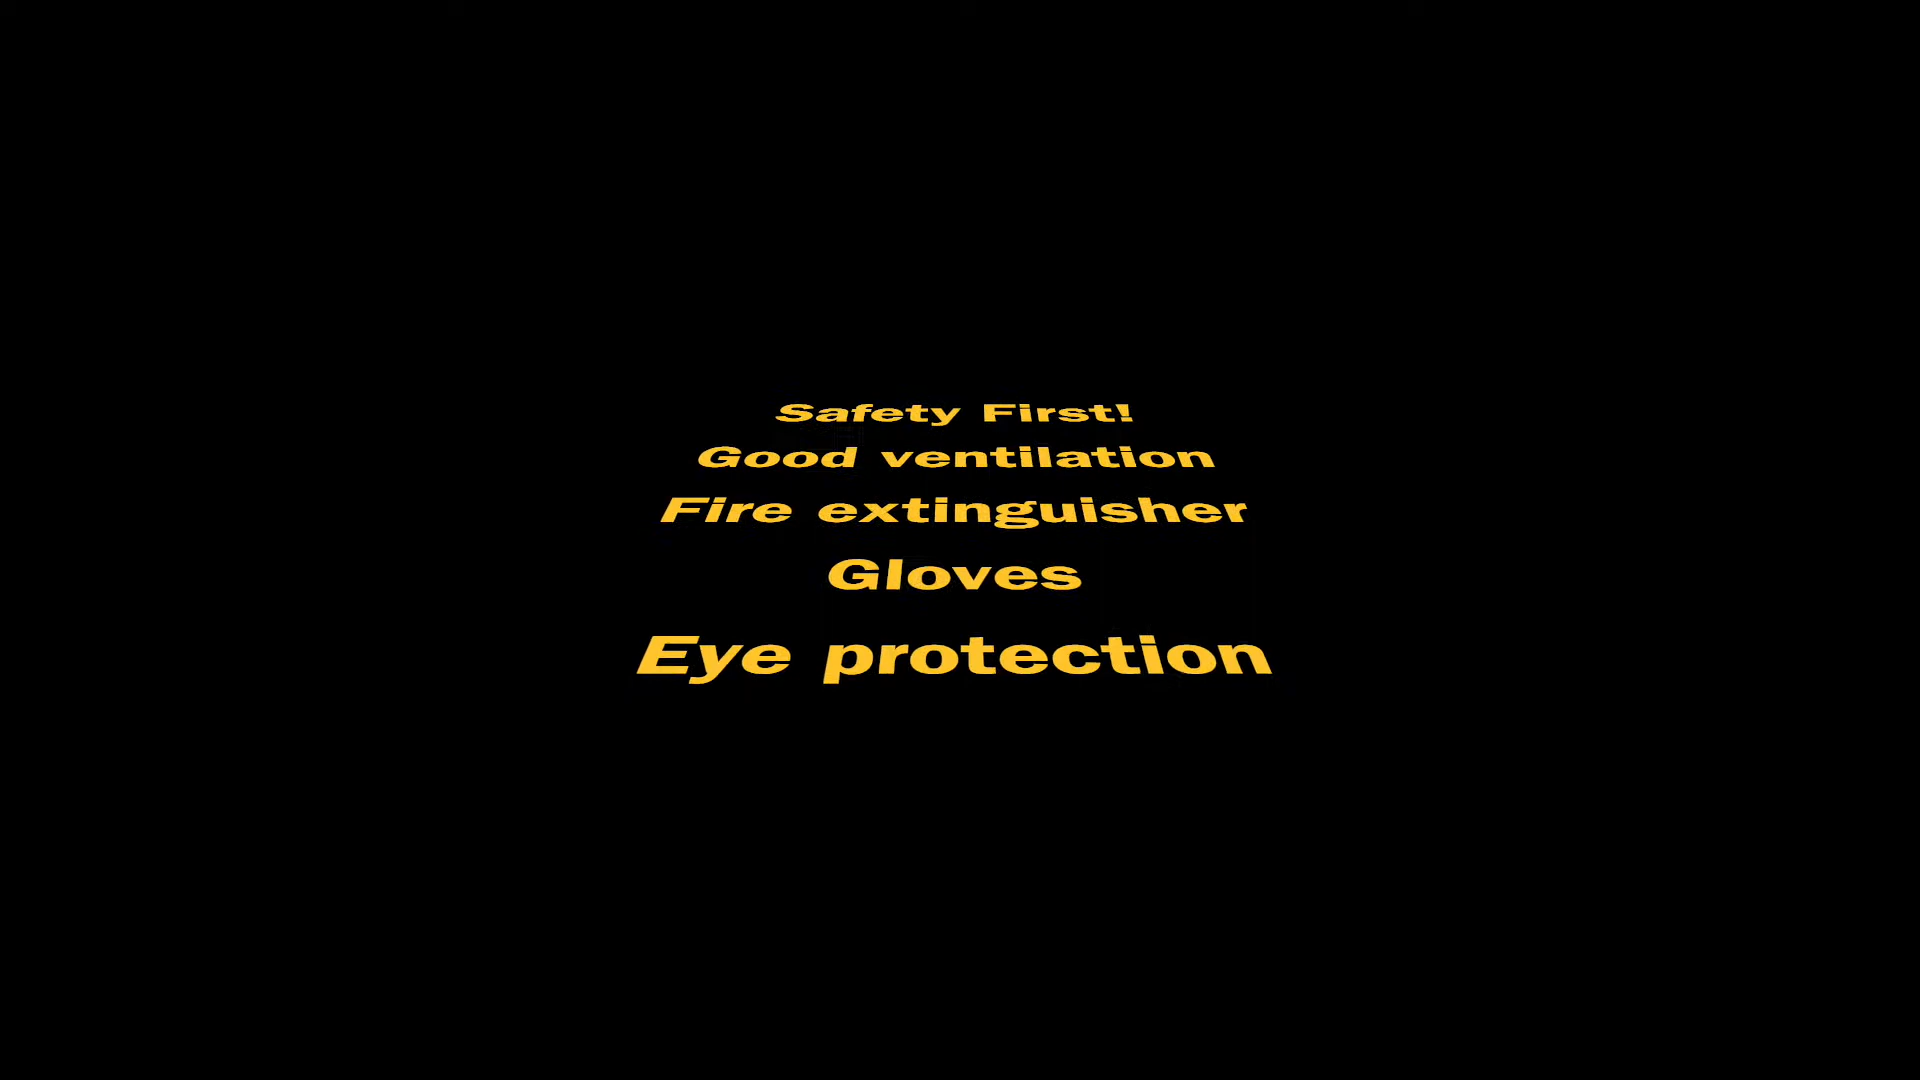 Safety First!
Good ventilation
Fire extinguisher
Gloves
Eye protection